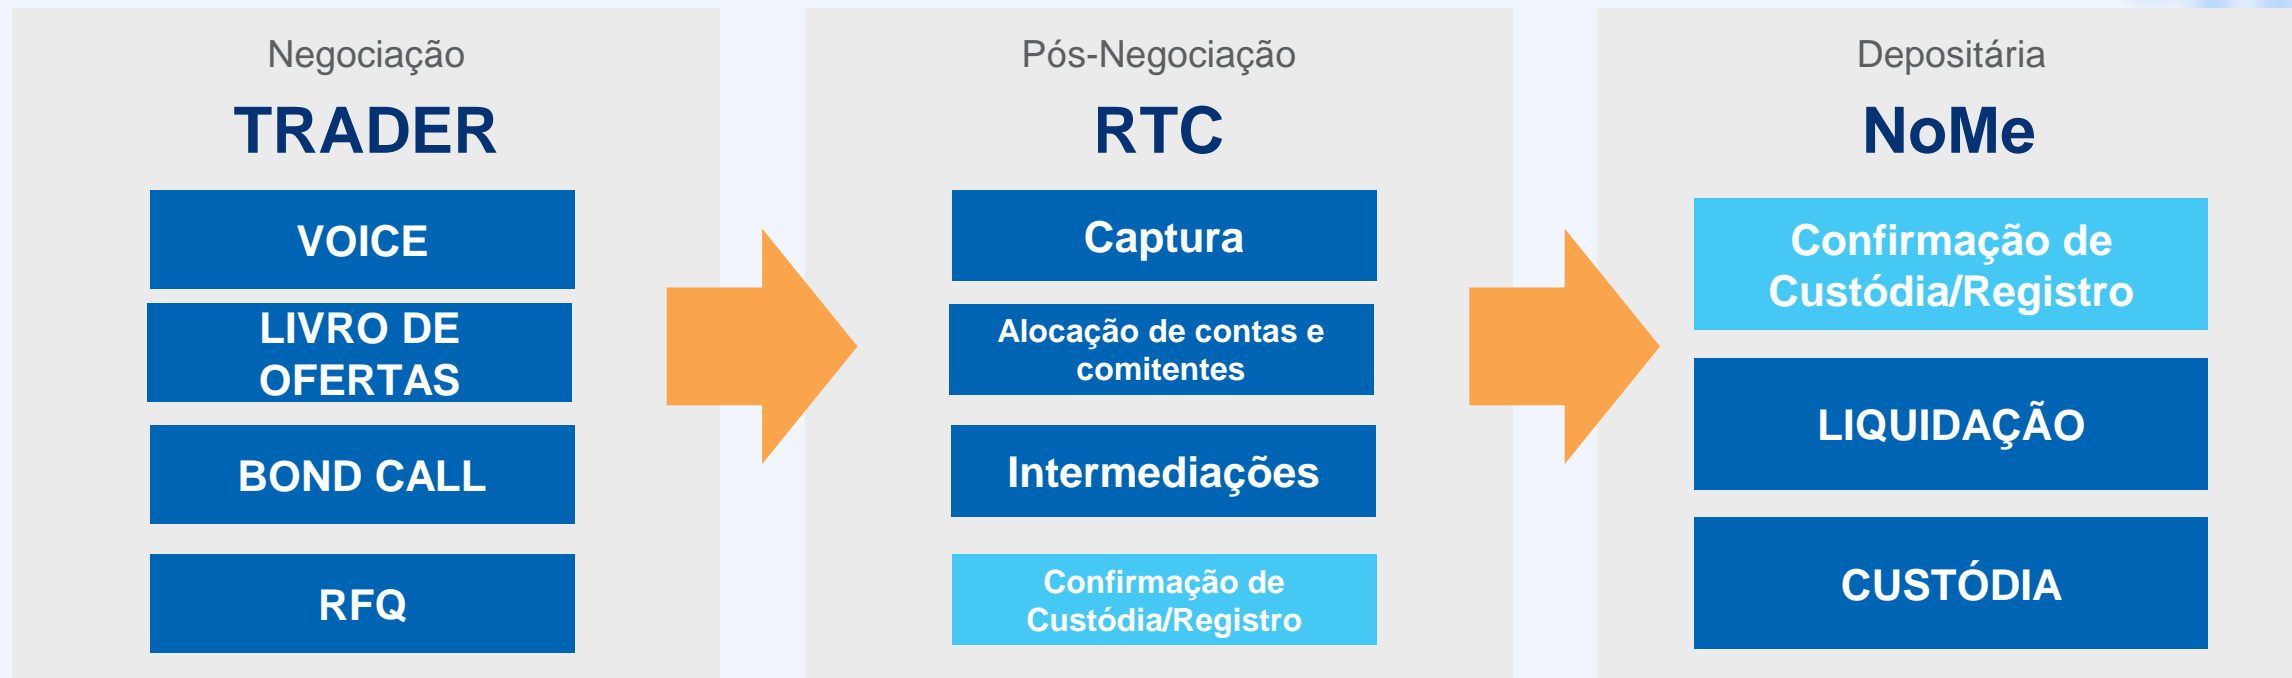 Negociação
TRADER
VOICE
LIVRO DE
OFERTAS
BOND CALL
RFQ
Pós-Negociação
RTC
Captura
Alocação de contas e
comitentes
Intermediações
Confirmação de
Custódia/Registro
Depositária
NoMe
Confirmação de
Custódia/Registro
LIQUIDAÇÃO
CUSTÓDIA